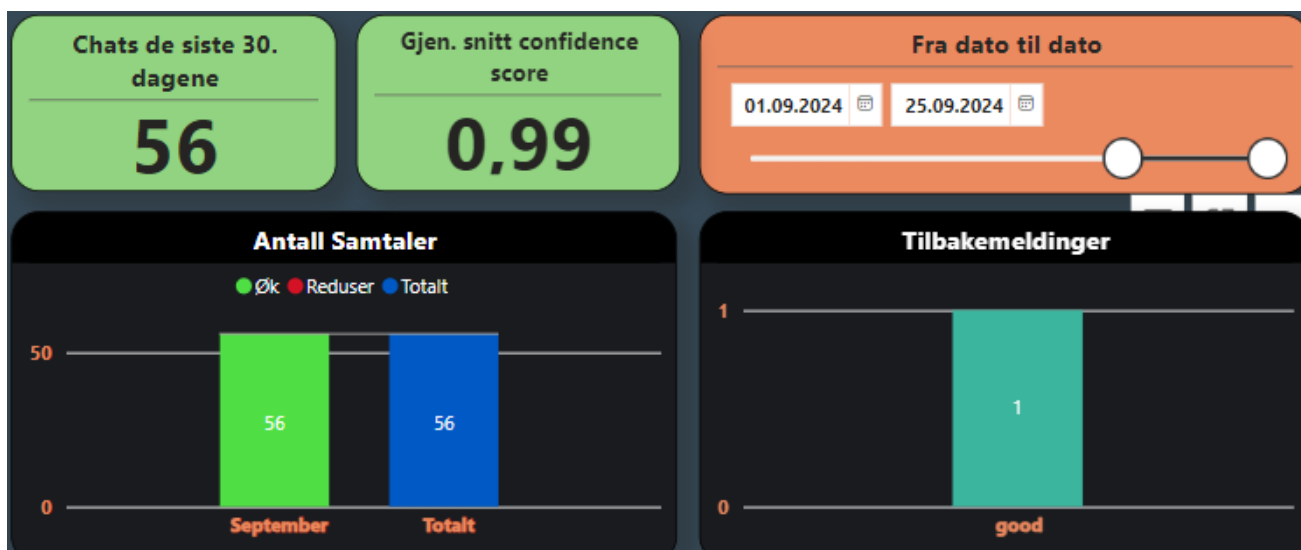 Chats de siste 30.
dagene
56
Gjen. snitt confidence
score
0,99
Fra dato til dato
01.09.2024
25.09.2024
Antall Samtaler
Øk Reduser Totalt
50
0
56
56
September
Totalt
Tilbakemeldinger
1
0
1
good